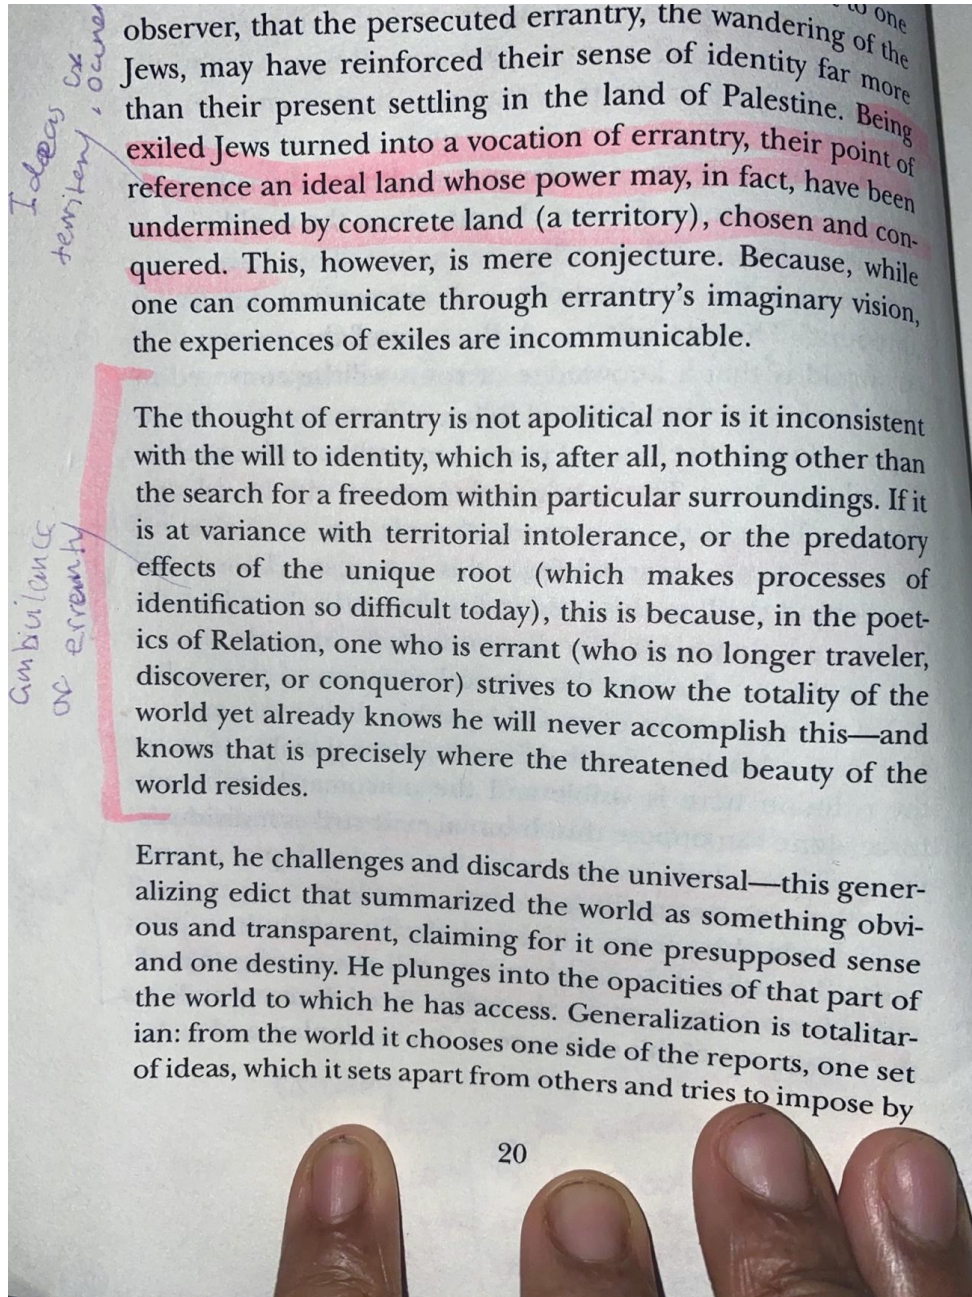 to one
observer, that the persecuted errantry, the wandering of the
Jews, may have reinforced their sense of identity far more
than their present settling in the land of Palestine. Being
exiled Jews turned into a vocation of errantry, their point of
reference an ideal land whose power may, in fact, have been
undermined by concrete land (a territory), chosen and con-
quered. This, however, is mere conjecture. Because, while
one can communicate through errantry's imaginary vision,
the experiences of exiles are incommunicable.
The thought of errantry is not apolitical nor is it inconsistent
with the will to identity, which is, after all, nothing other than
the search for a freedom within particular surroundings. If it
is at variance with territorial intolerance, or the predatory
effects of the unique root (which makes processes of
identification so difficult today), this is because, in the poet-
ics of Relation, one who is errant (who is no longer traveler,
discoverer, or conqueror) strives to know the totality of the
world yet already knows he will never accomplish this—and
knows that is precisely where the threatened beauty of the
world resides.
Errant, he challenges and discards the universal—this gener-
alizing edict that summarized the world as something obvi-
ous and transparent, claiming for it one presupposed sense
and one destiny. He plunges into the opacities of that part of
the world to which he has access. Generalization is totalitar-
ian: from the world it chooses one side of the reports, one set
of ideas, which it sets apart from others and tries to impose by
20
Ideas
or errenty